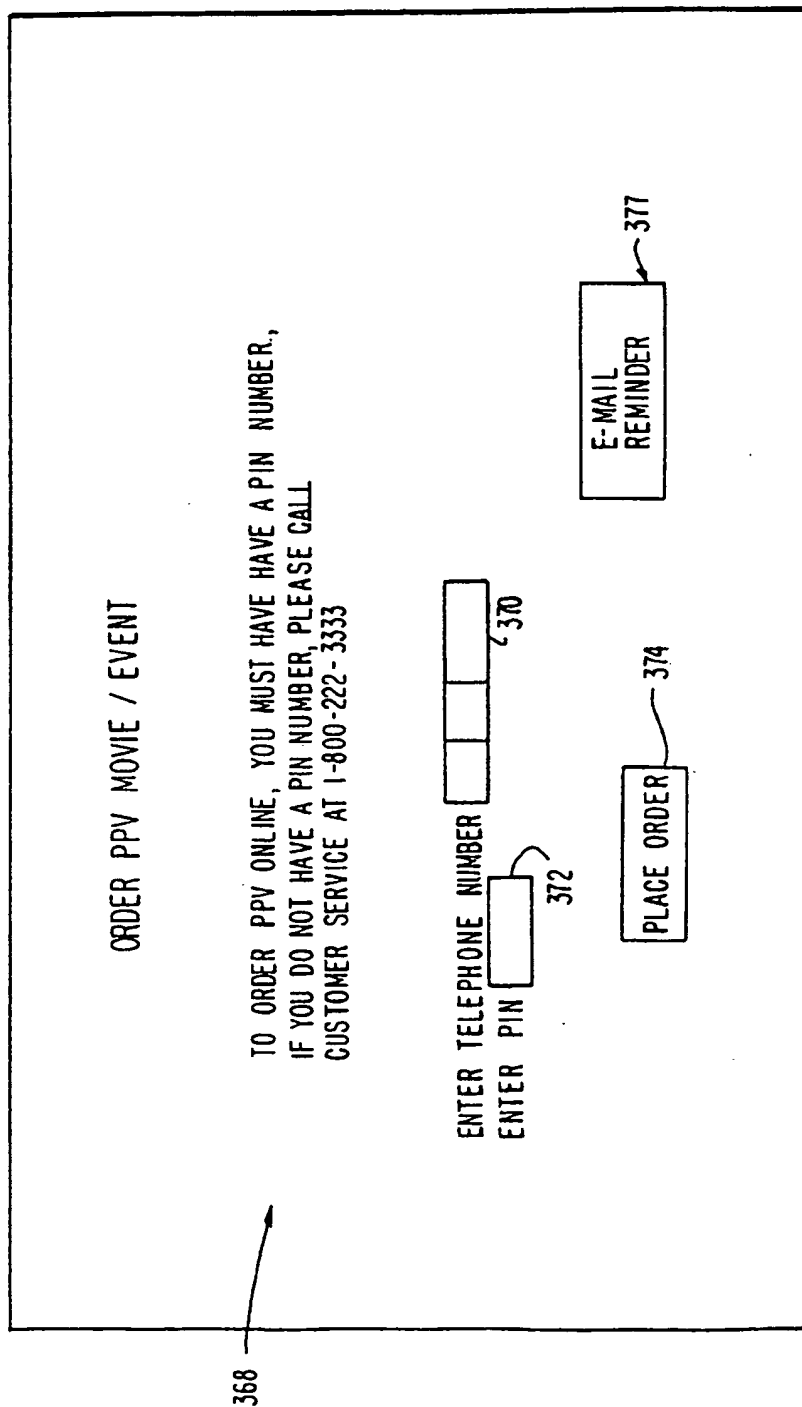 ORDER PPV MOVIE / EVENT
TO ORDER PPV ONLINE, YOU MUST HAVE HAVE A PIN NUMBER.,
IF YOU DO NOT HAVE A PIN NUMBER, PLEASE CALL
CUSTOMER SERVICE AT 1-800-222-3333
368
ENTER TELEPHONE NUMBER
370
ENTER PIN
372
PLACE ORDER
374
E-MAIL
REMINDER
377